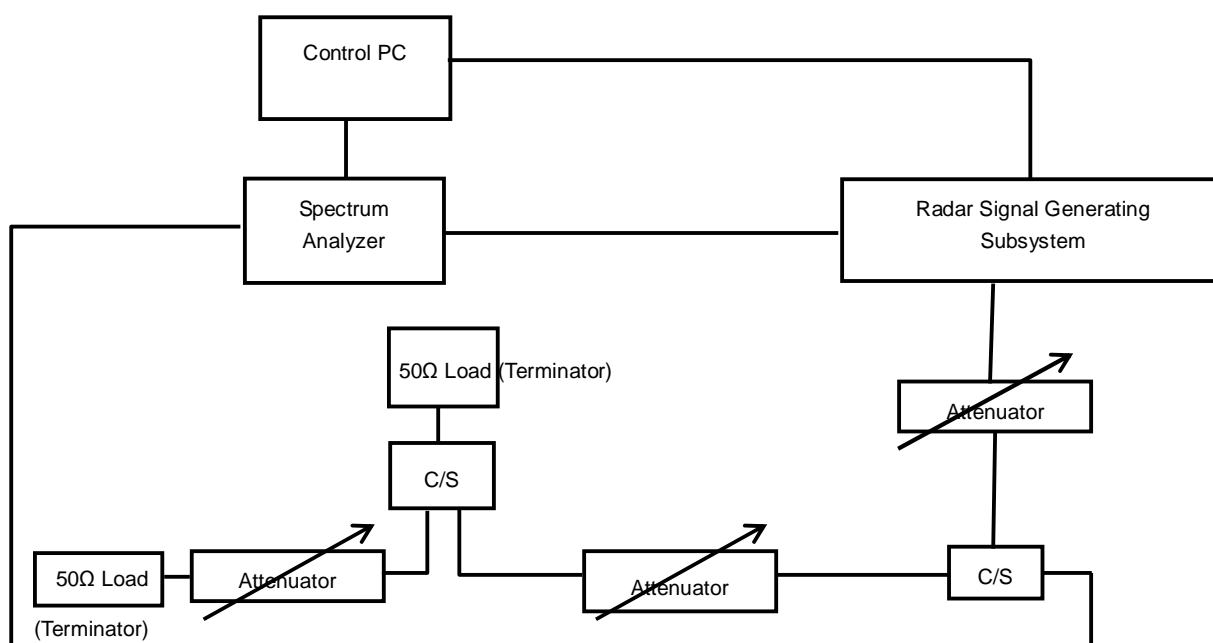 Control PC
Spectrum
Analyzer
Radar Signal Generating
Subsystem
50Ω Load (Terminator)
Attenuator
C/S
50Ω Load
(Terminator)
Attenuator
Attenuator
C/S